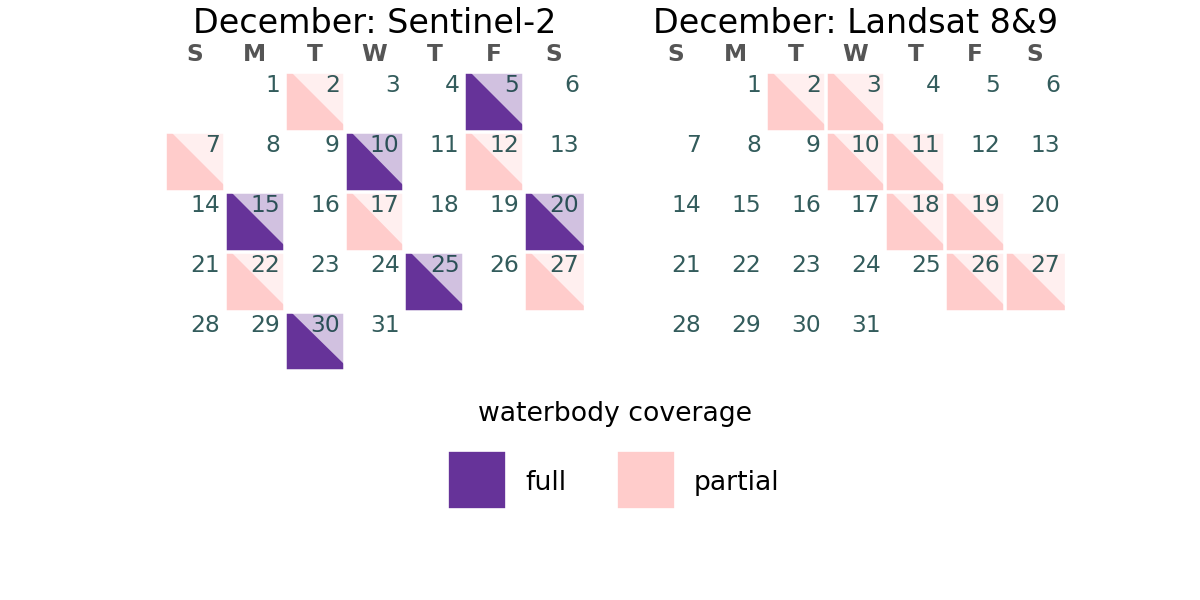 December: Sentinel-2
S M T W T F S
1 2 3 4 5 6
7 8 9 10 11 12 13
14 15 16 17 18 19 20
21 22 23 24 25 26 27
28 29 30 31
December: Landsat 8&9
S M T W T F S
1 2 3 4 5 6
7 8 9 10 11 12 13
14 15 16 17 18 19 20
21 22 23 24 25 26 27
28 29 30 31
waterbody coverage
full partial